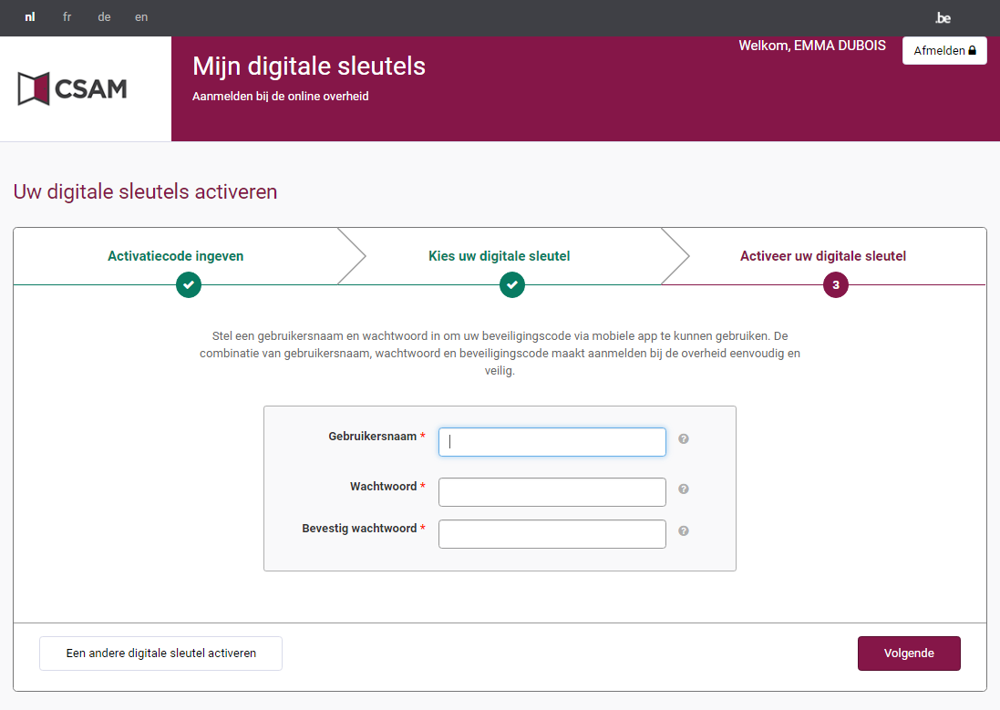 nl fr de en .be
CSAM
Mijn digitale sleutels
Aanmelden bij de online overheid
Welkom, EMMA DUBOIS
Afmelden
Uw digitale sleutels activeren
Activatiecode ingeven
Kies uw digitale sleutel
Activeer uw digitale sleutel
3
Stel een gebruikersnaam en wachtwoord in om uw beveiligingscode via mobiele app te kunnen gebruiken. De
combinatie van gebruikersnaam, wachtwoord en beveiligingscode maakt aanmelden bij de overheid eenvoudig en
veilig.
Gebruikersnaam * ?
Wachtwoord * ?
Bevestig wachtwoord * ?
Een andere digitale sleutel activeren
Volgende